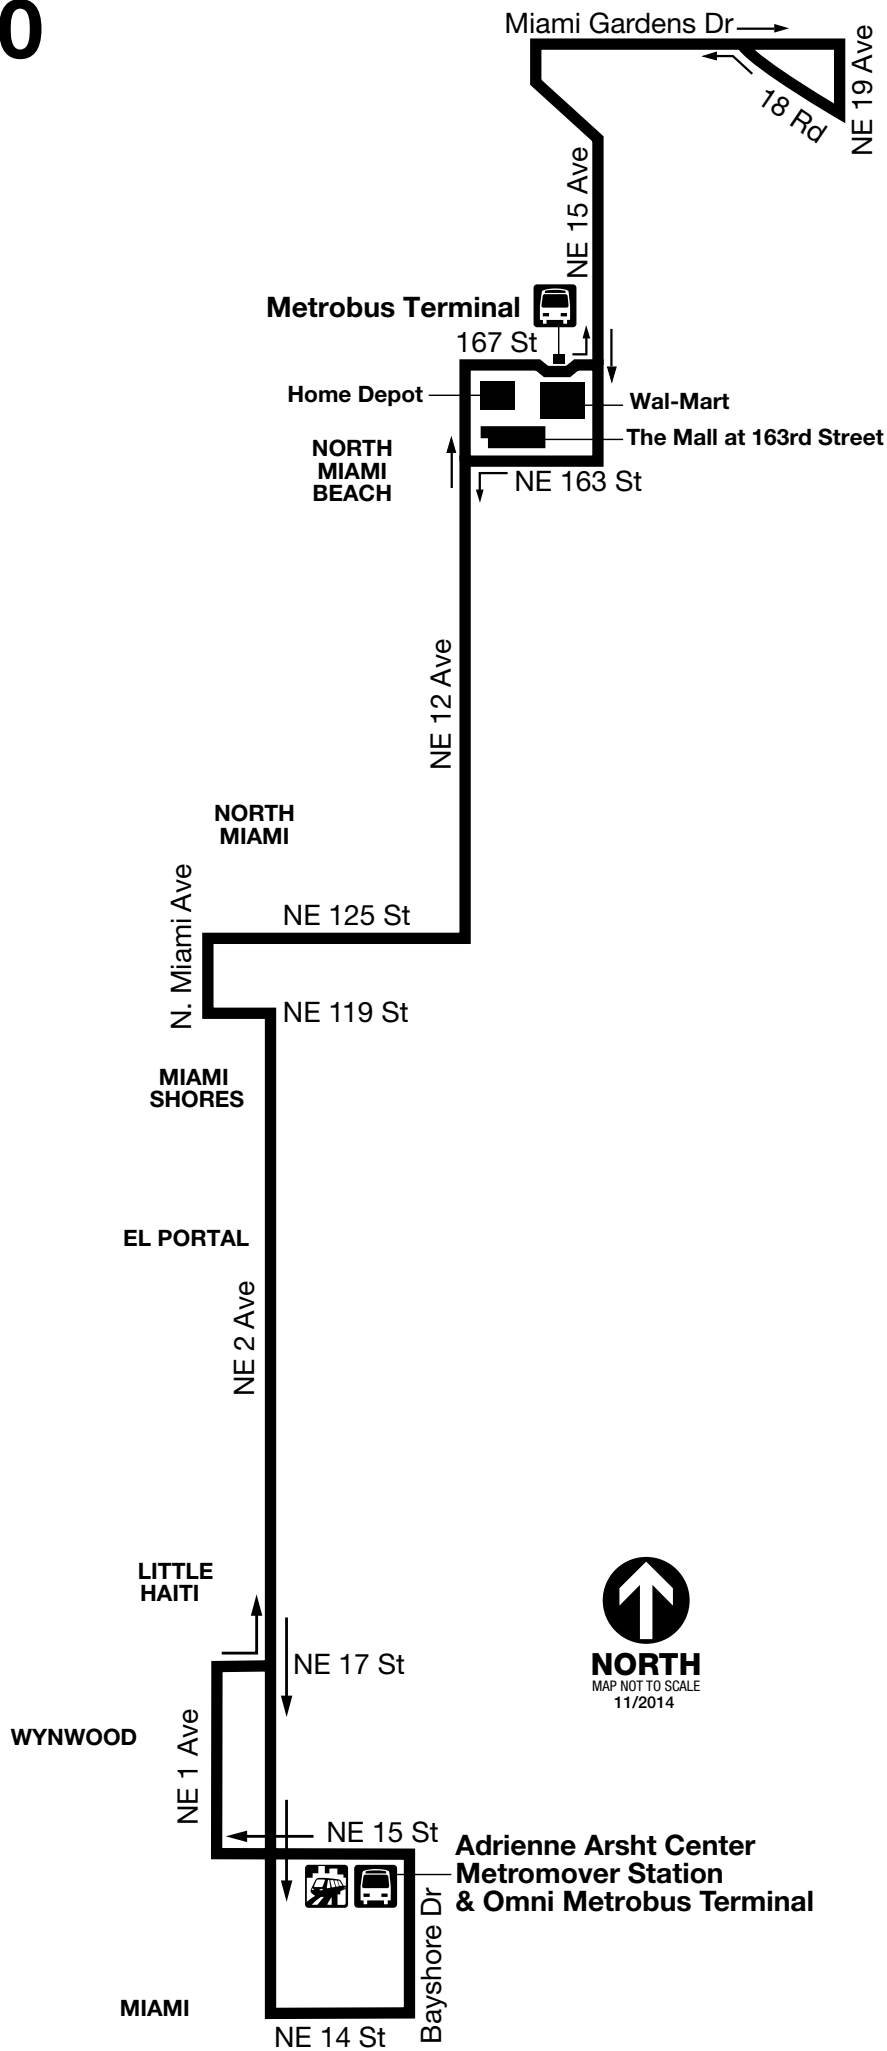 0
Miami Gardens Dr
NE 19 Ave
18 Rd
NE 15 Ave
Metrobus Terminal
167 St
Home Depot
Wal-Mart
The Mall at 163rd Street
NORTH
MIAMI
BEACH
NE 163 St
NE 12 Ave
NORTH
MIAMI
N. Miami Ave
NE 125 St
NE 119 St
MIAMI
SHORES
EL PORTAL
NE 2 Ave
LITTLE
HAITI
NE 17 St
NORTH
MAP NOT TO SCALE
11/2014
WYNWOOD
NE 1 Ave
NE 15 St
Adrienne Arsht Center
Metromover Station
& Omni Metrobus Terminal
Bayshore Dr
MIAMI
NE 14 St